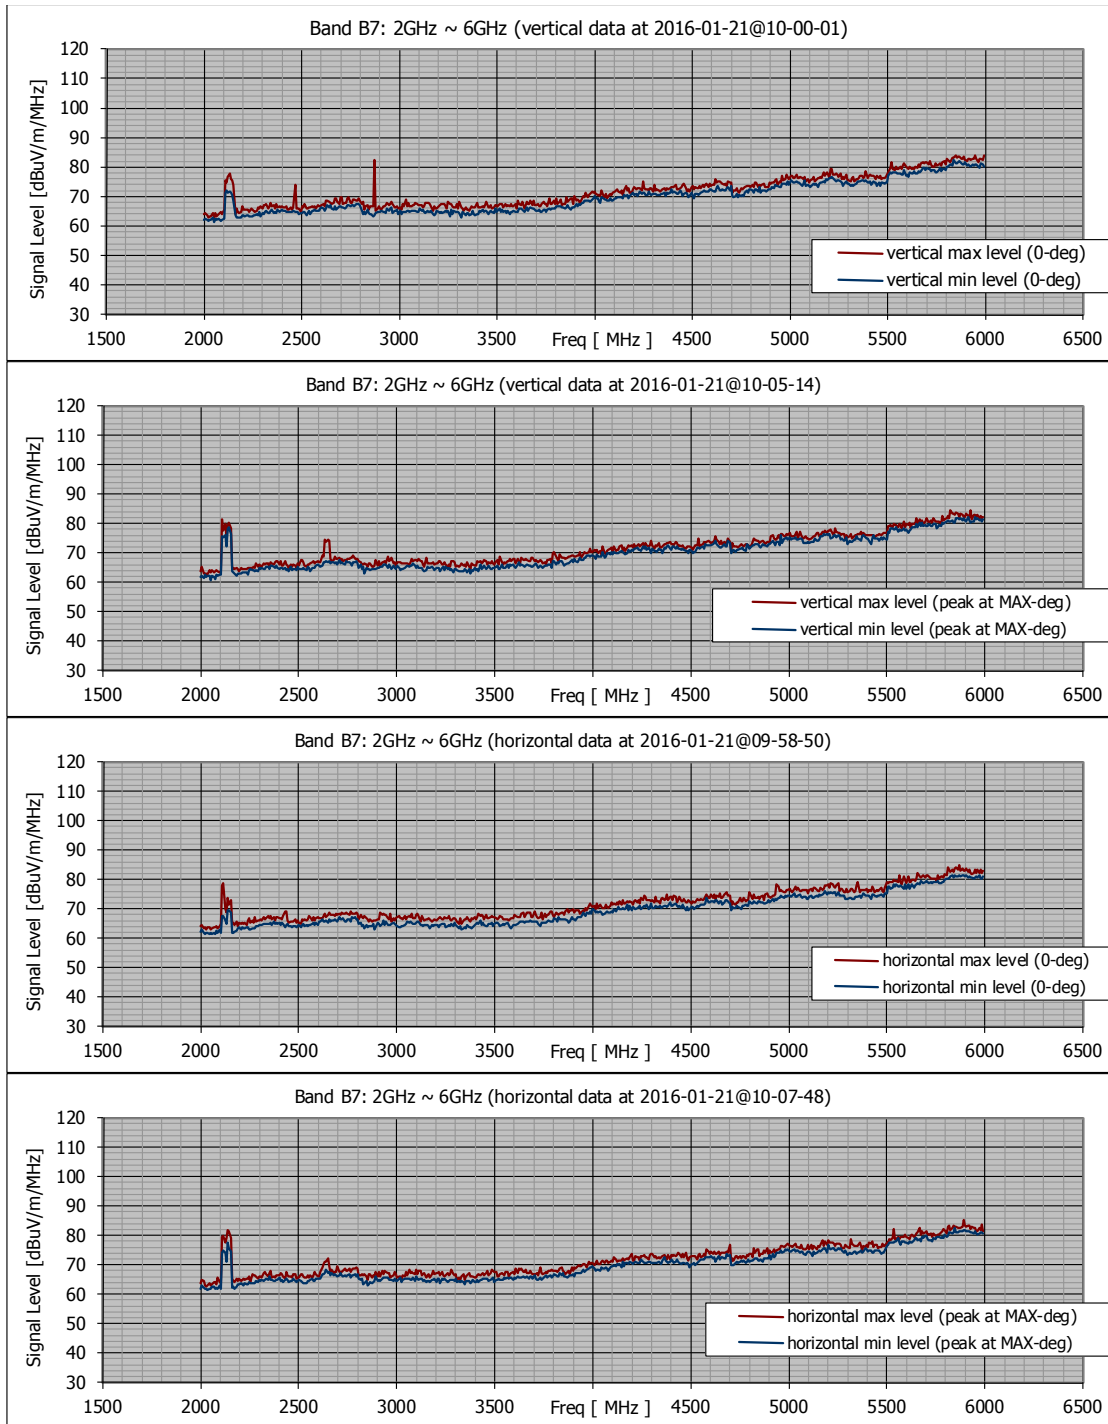 Band B7: 2GHz ~ 6GHz (vertical data at 2016-01-21@10-00-01)
120
110
100
90
80
70
60
50
40
30
Signal Level [dBuV/m/MHz]
vertical max level (0-deg)
vertical min level (0-deg)
1500 2000 2500 3000 3500 Freq [ MHz ] 4500 5000 5500 6000 6500
Band B7: 2GHz ~ 6GHz (vertical data at 2016-01-21@10-05-14)
120
110
100
90
80
70
60
50
40
30
Signal Level [dBuV/m/MHz]
vertical max level (peak at MAX-deg)
vertical min level (peak at MAX-deg)
1500 2000 2500 3000 3500 Freq [ MHz ] 4500 5000 5500 6000 6500
Band B7: 2GHz ~ 6GHz (horizontal data at 2016-01-21@09-58-50)
120
110
100
90
80
70
60
50
40
30
Signal Level [dBuV/m/MHz]
horizontal max level (0-deg)
horizontal min level (0-deg)
1500 2000 2500 3000 3500 Freq [ MHz ] 4500 5000 5500 6000 6500
Band B7: 2GHz ~ 6GHz (horizontal data at 2016-01-21@10-07-48)
120
110
100
90
80
70
60
50
40
30
Signal Level [dBuV/m/MHz]
horizontal max level (peak at MAX-deg)
horizontal min level (peak at MAX-deg)
1500 2000 2500 3000 3500 Freq [ MHz ] 4500 5000 5500 6000 6500